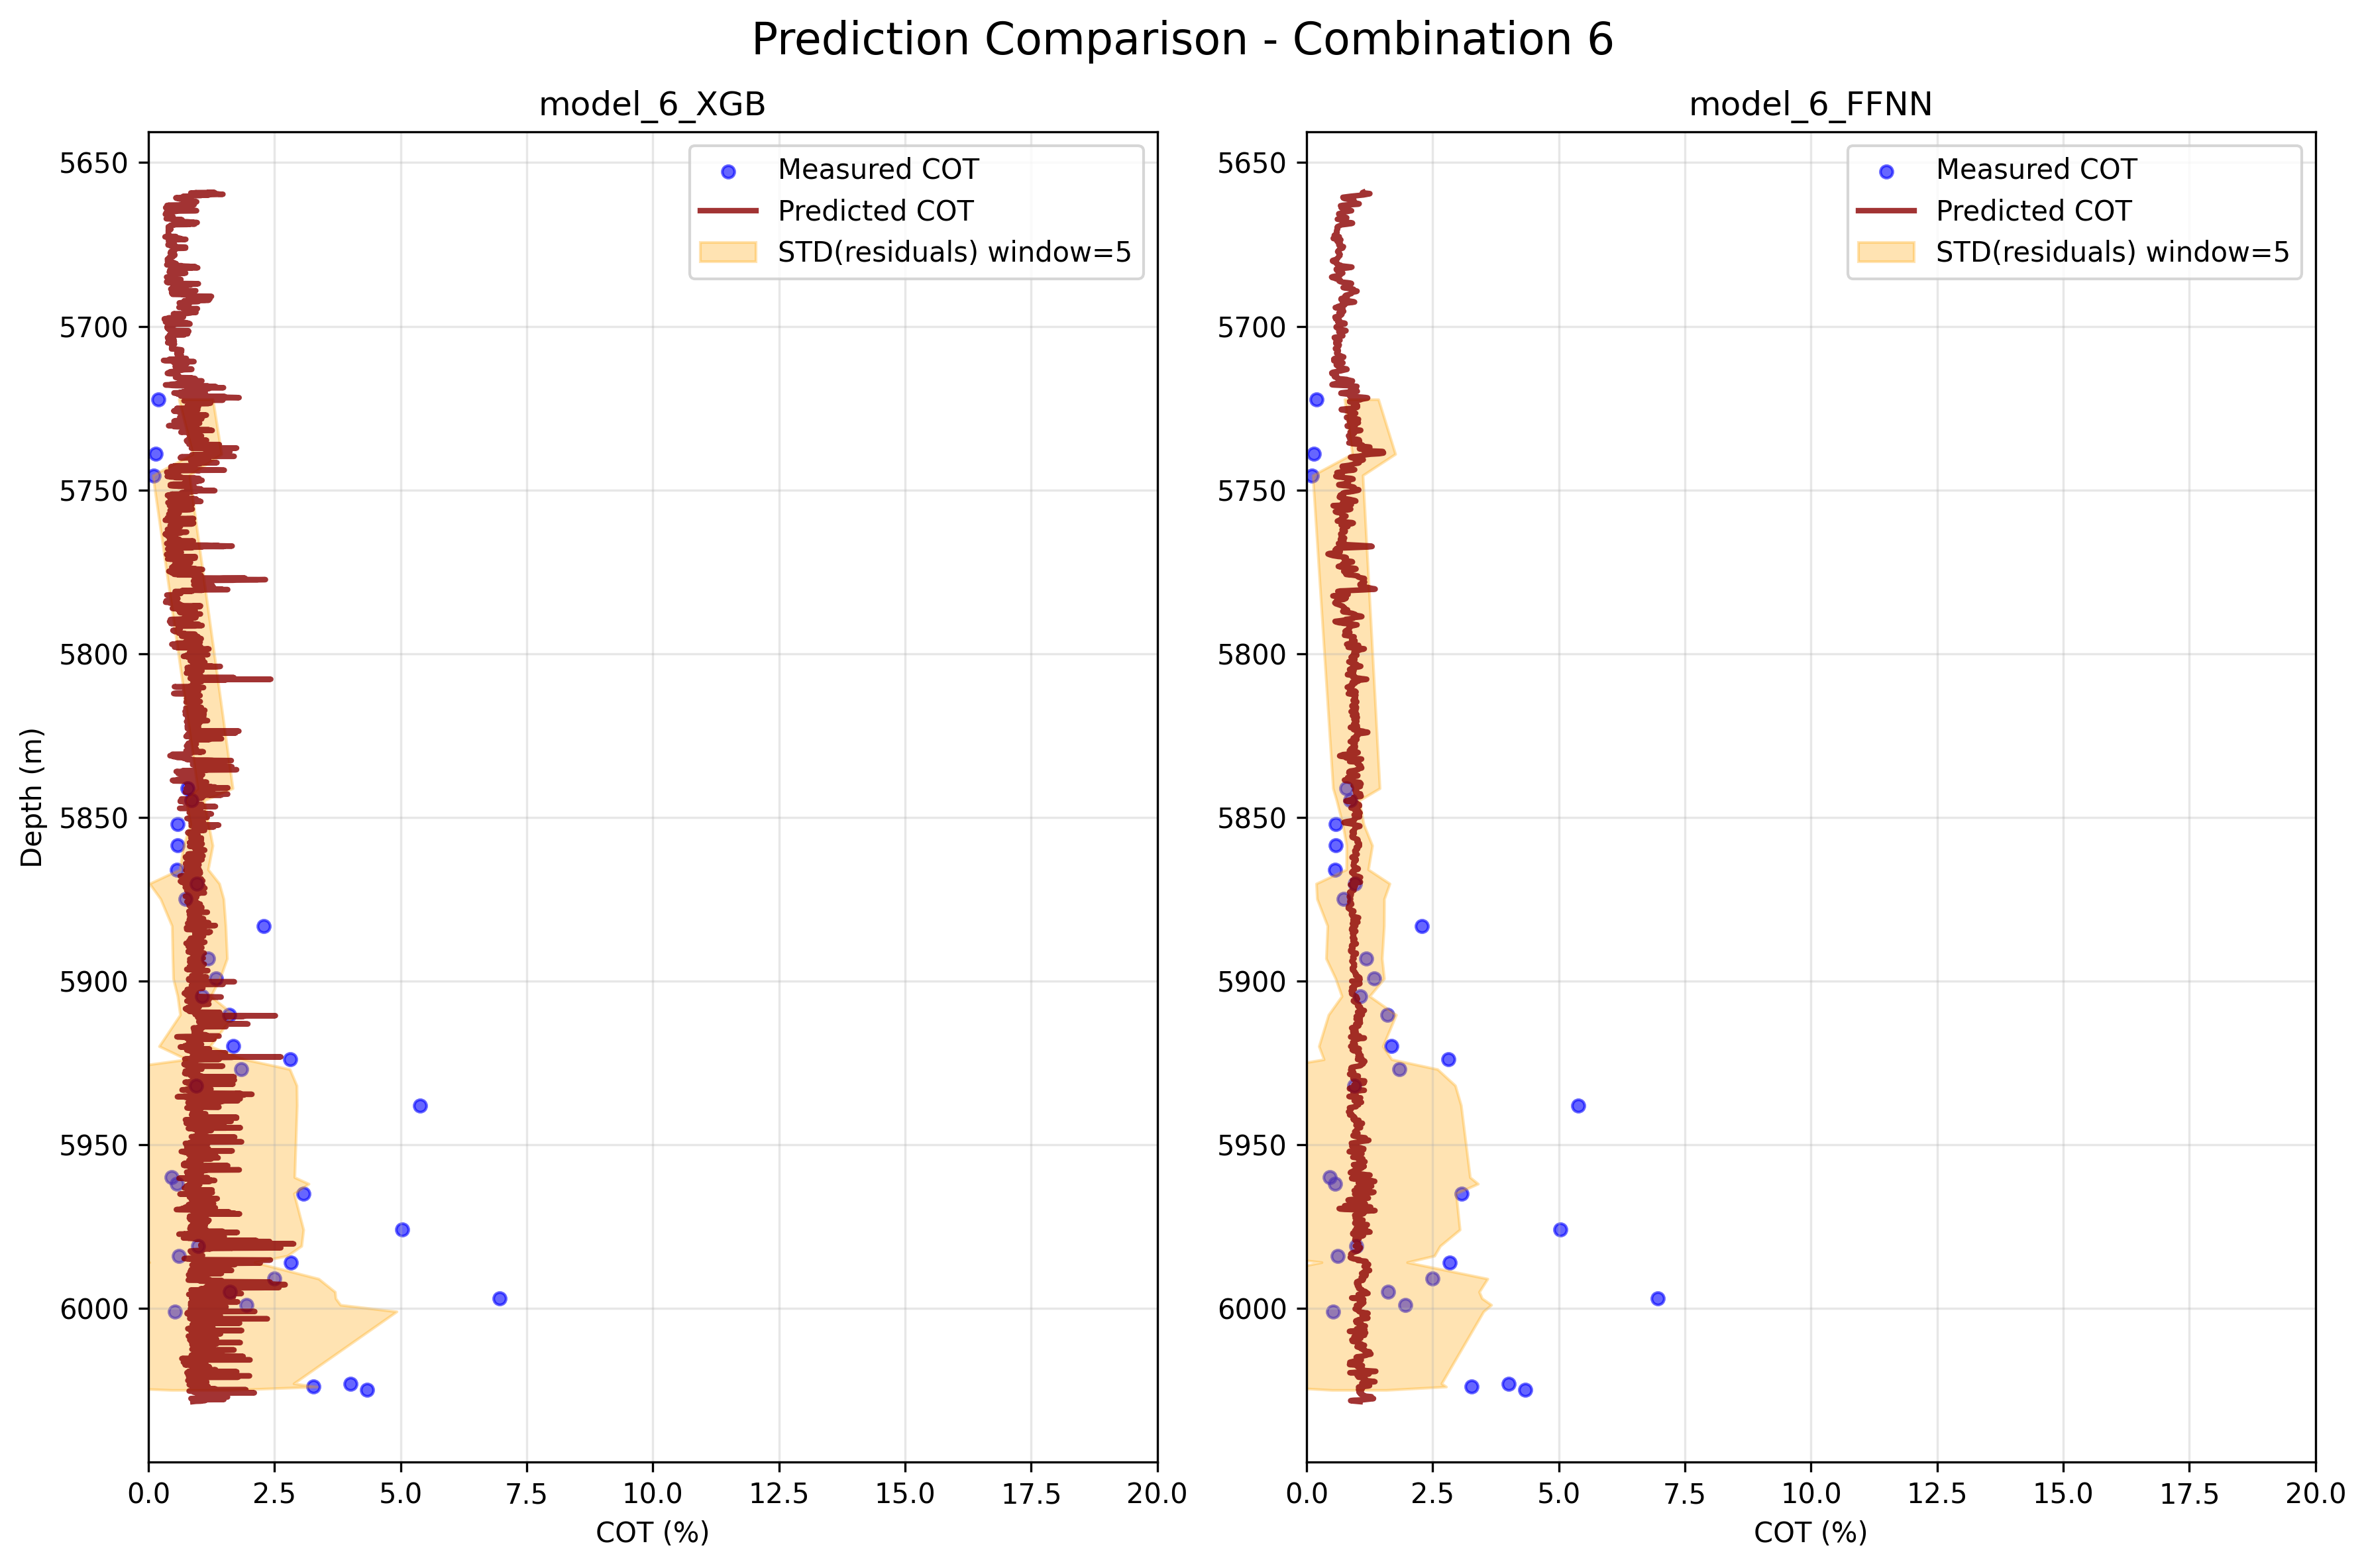 Prediction Comparison - Combination 6
model_6_XGB
Measured COT
Predicted COT
STD(residuals) window=5
5650
5700
5750
5800
5850
5900
5950
6000
Depth (m)
0.0 2.5 5.0 7.5 10.0 12.5 15.0 17.5 20.0
COT (%)
model_6_FFNN
Measured COT
Predicted COT
STD(residuals) window=5
5650
5700
5750
5800
5850
5900
5950
6000
0.0 2.5 5.0 7.5 10.0 12.5 15.0 17.5 20.0
COT (%)